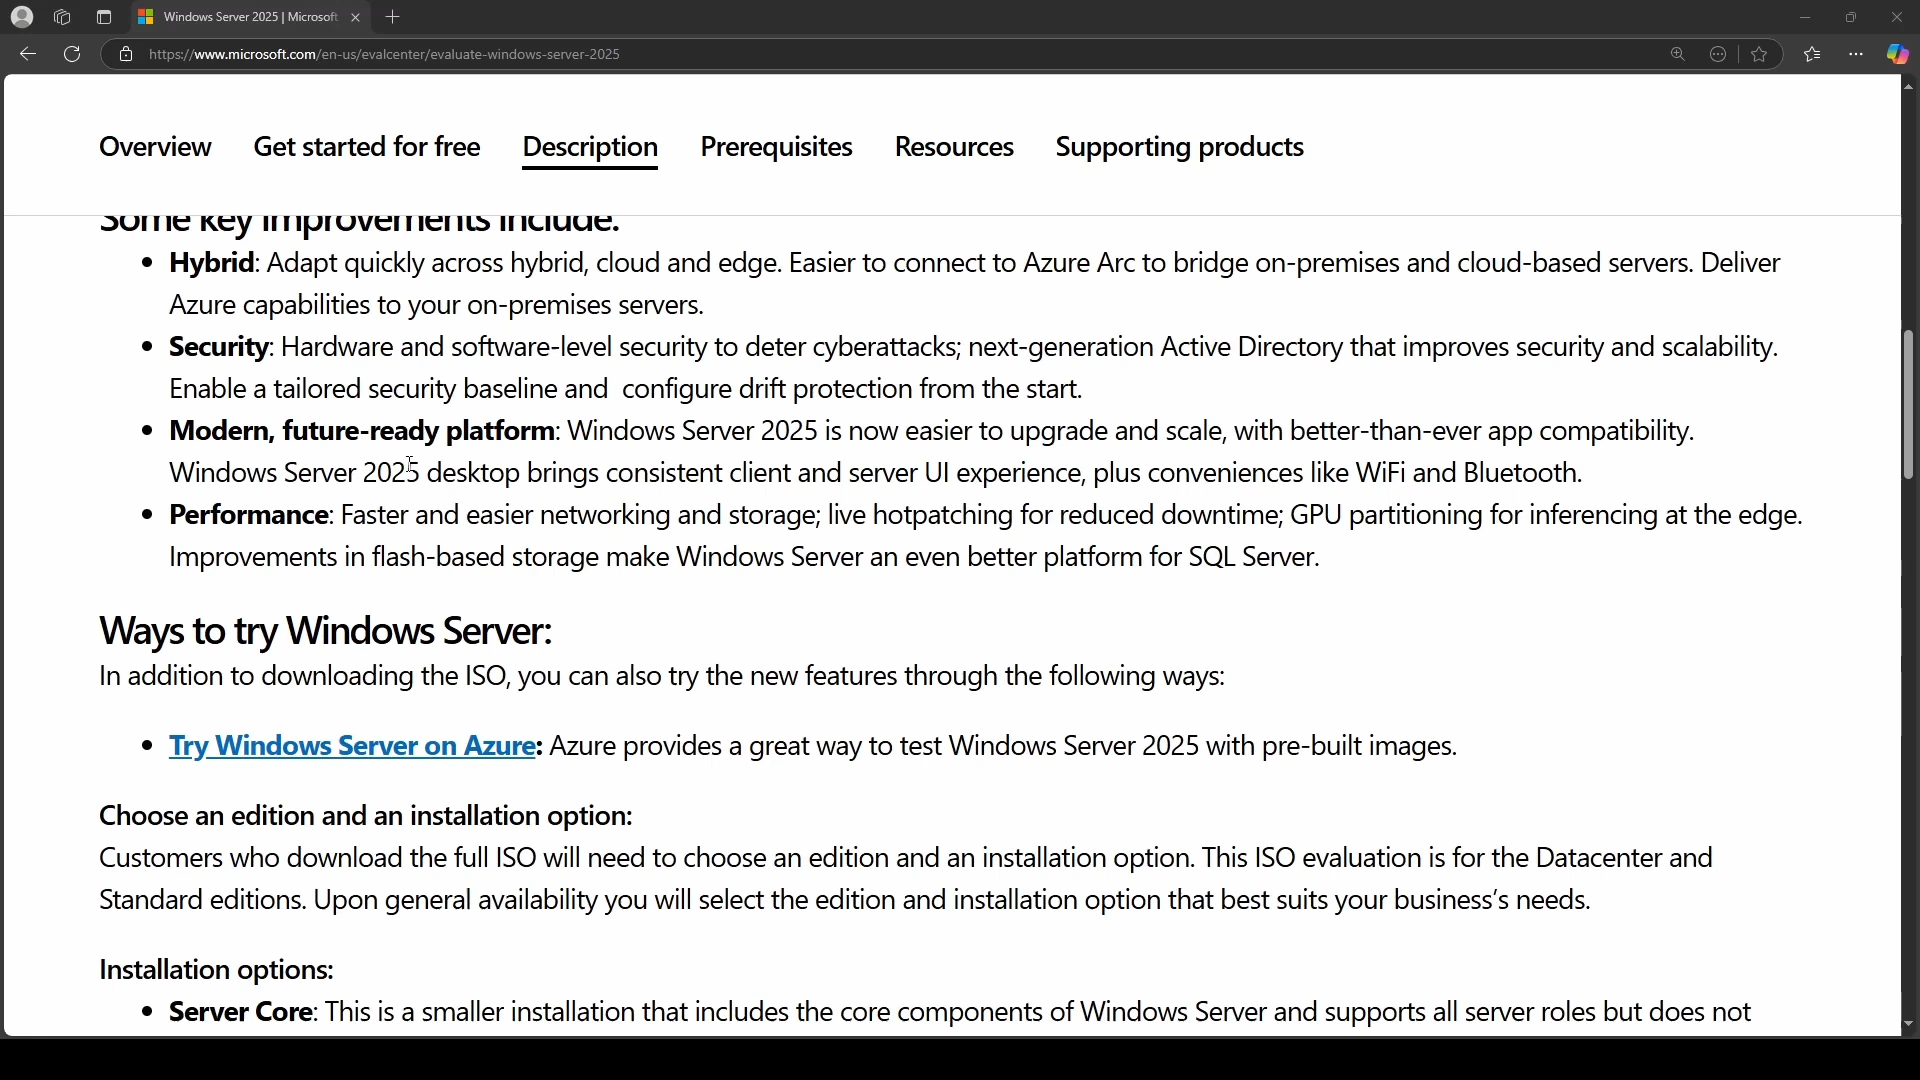 Windows Server 2025 | Microsoft
https://www.microsoft.com/en-us/evalcenter/evaluate-windows-server-2025
Overview Get started for free Description Prerequisites Resources Supporting products
Some key improvements include:
• Hybrid: Adapt quickly across hybrid, cloud and edge. Easier to connect to Azure Arc to bridge on-premises and cloud-based servers. Deliver
Azure capabilities to your on-premises servers.
• Security: Hardware and software-level security to deter cyberattacks; next-generation Active Directory that improves security and scalability.
Enable a tailored security baseline and configure drift protection from the start.
• Modern, future-ready platform: Windows Server 2025 is now easier to upgrade and scale, with better-than-ever app compatibility.
Windows Server 2025 desktop brings consistent client and server UI experience, plus conveniences like WiFi and Bluetooth.
• Performance: Faster and easier networking and storage; live hotpatching for reduced downtime; GPU partitioning for inferencing at the edge.
Improvements in flash-based storage make Windows Server an even better platform for SQL Server.
Ways to try Windows Server:
In addition to downloading the ISO, you can also try the new features through the following ways:
• Try Windows Server on Azure: Azure provides a great way to test Windows Server 2025 with pre-built images.
Choose an edition and an installation option:
Customers who download the full ISO will need to choose an edition and an installation option. This ISO evaluation is for the Datacenter and
Standard editions. Upon general availability you will select the edition and installation option that best suits your business's needs.
Installation options:
• Server Core: This is a smaller installation that includes the core components of Windows Server and supports all server roles but does not